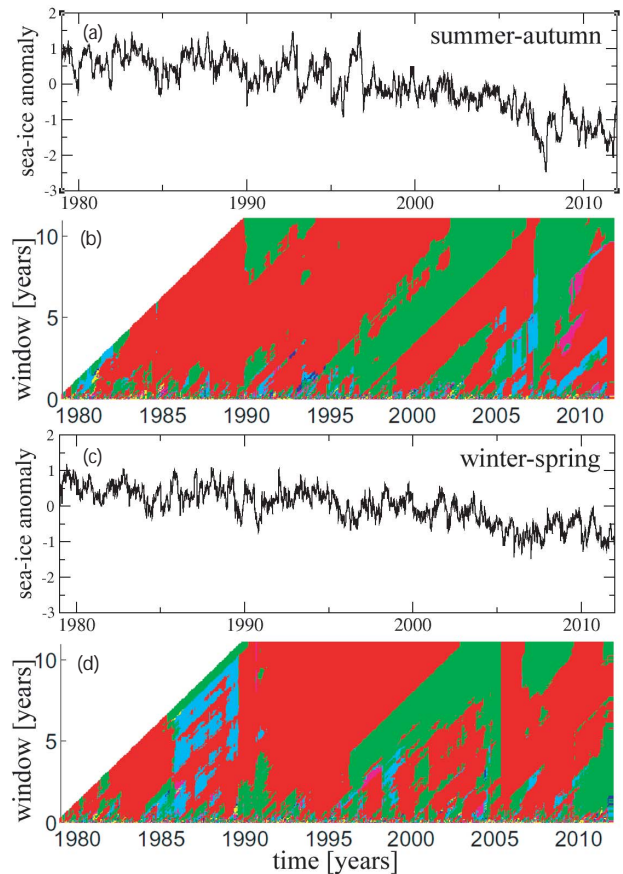 (a) summer-autumn
sea-ice anomaly
2
1
0
-1
-2
-3
1980 1990 2000 2010
(b)
window [years]
10
5
0
1980 1985 1990 1995 2000 2005 2010
(c) winter-spring
sea-ice anomaly
2
1
0
-1
-2
-3
1980 1990 2000 2010
(d)
window [years]
10
5
0
1980 1985 1990 1995 2000 2005 2010
time [years]